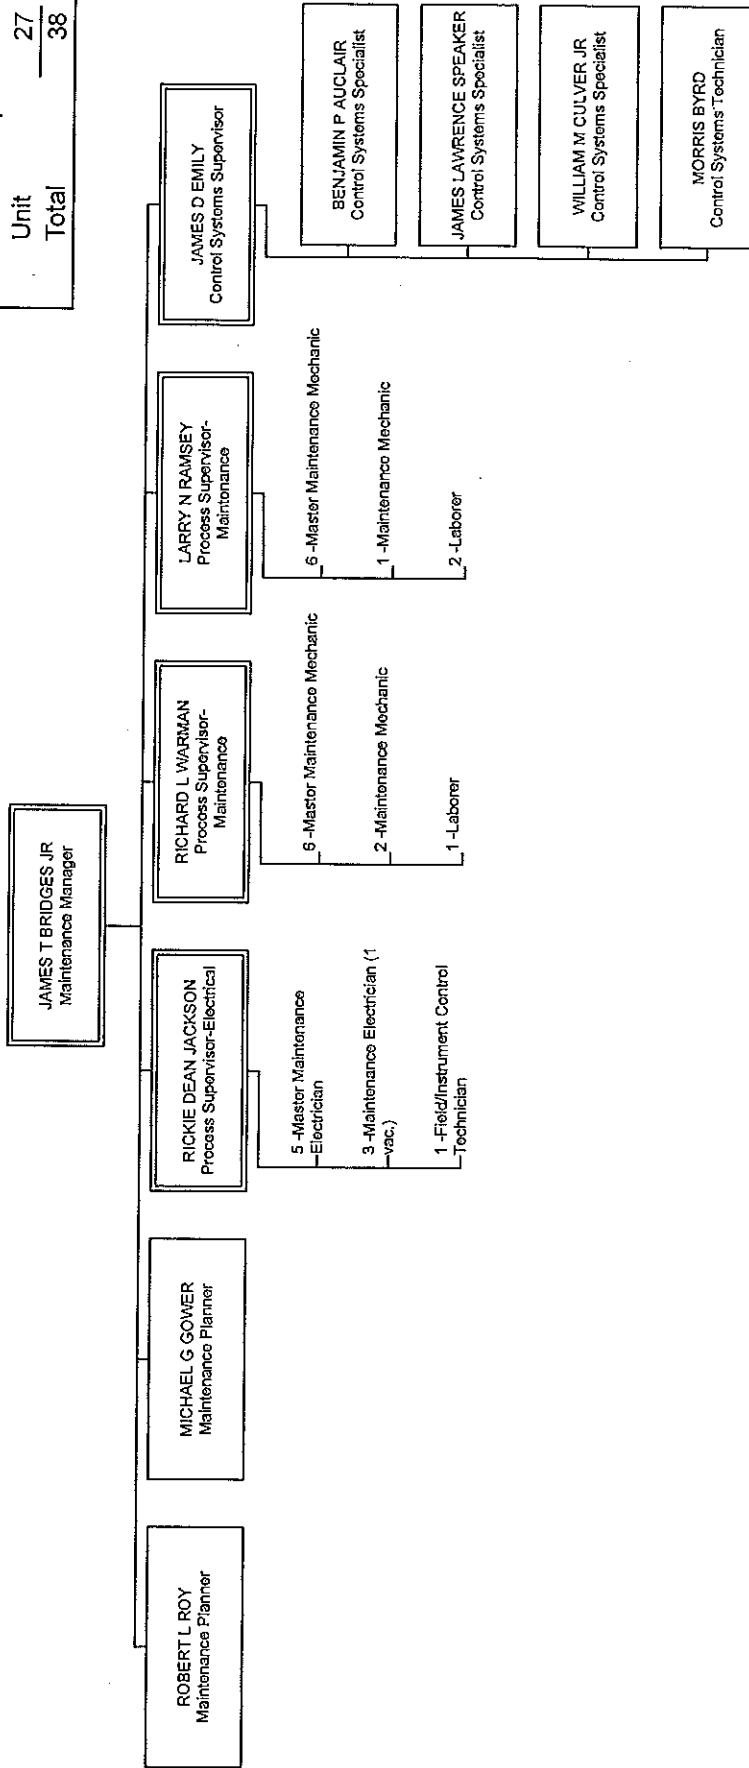 Unit 27
Total 38
JAMES T BRIDGES JR
Maintenance Manager
ROBERT L ROY
Maintenance Planner
MICHAEL G GOWER
Maintenance Planner
RICKIE DEAN JACKSON
Process Supervisor-Electrical
5 -Master Maintenance
Electrician
3 -Maintenance Electrician (1
vac.)
1 -Field/Instrument Control
Technician
RICHARD L WARMAN
Process Supervisor-
Maintenance
6 -Master Maintenance Mechanic
2 -Maintenance Mechanic
1 -Laborer
LARRY N RAMSEY
Process Supervisor-
Maintenance
6 -Master Maintenance Mechanic
1 -Maintenance Mechanic
2 -Laborer
JAMES D EMILY
Control Systems Supervisor
BENJAMIN P AUCLAIR
Control Systems Specialist
JAMES LAWRENCE SPEAKER
Control Systems Specialist
WILLIAM M CULVER JR
Control Systems Specialist
MORRIS BYRD
Control Systems Technician